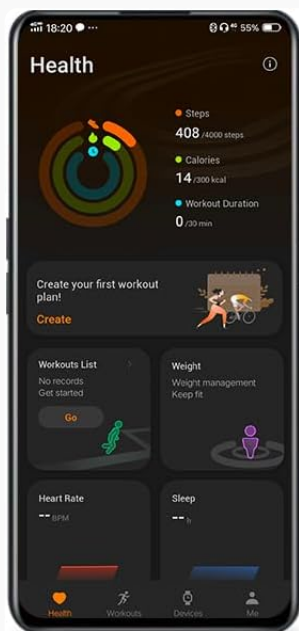 18:20
4G 55%
Health
Steps
408 /4000 steps
Calories
14 /300 kcal
Workout Duration
0 /30 min
Create your first workout
plan!
Create
Workouts List
No records
Get started
Go
Weight
Weight management
Keep fit
Heart Rate
-- BPM
Sleep
-- h
Health
Workouts
Devices
Me